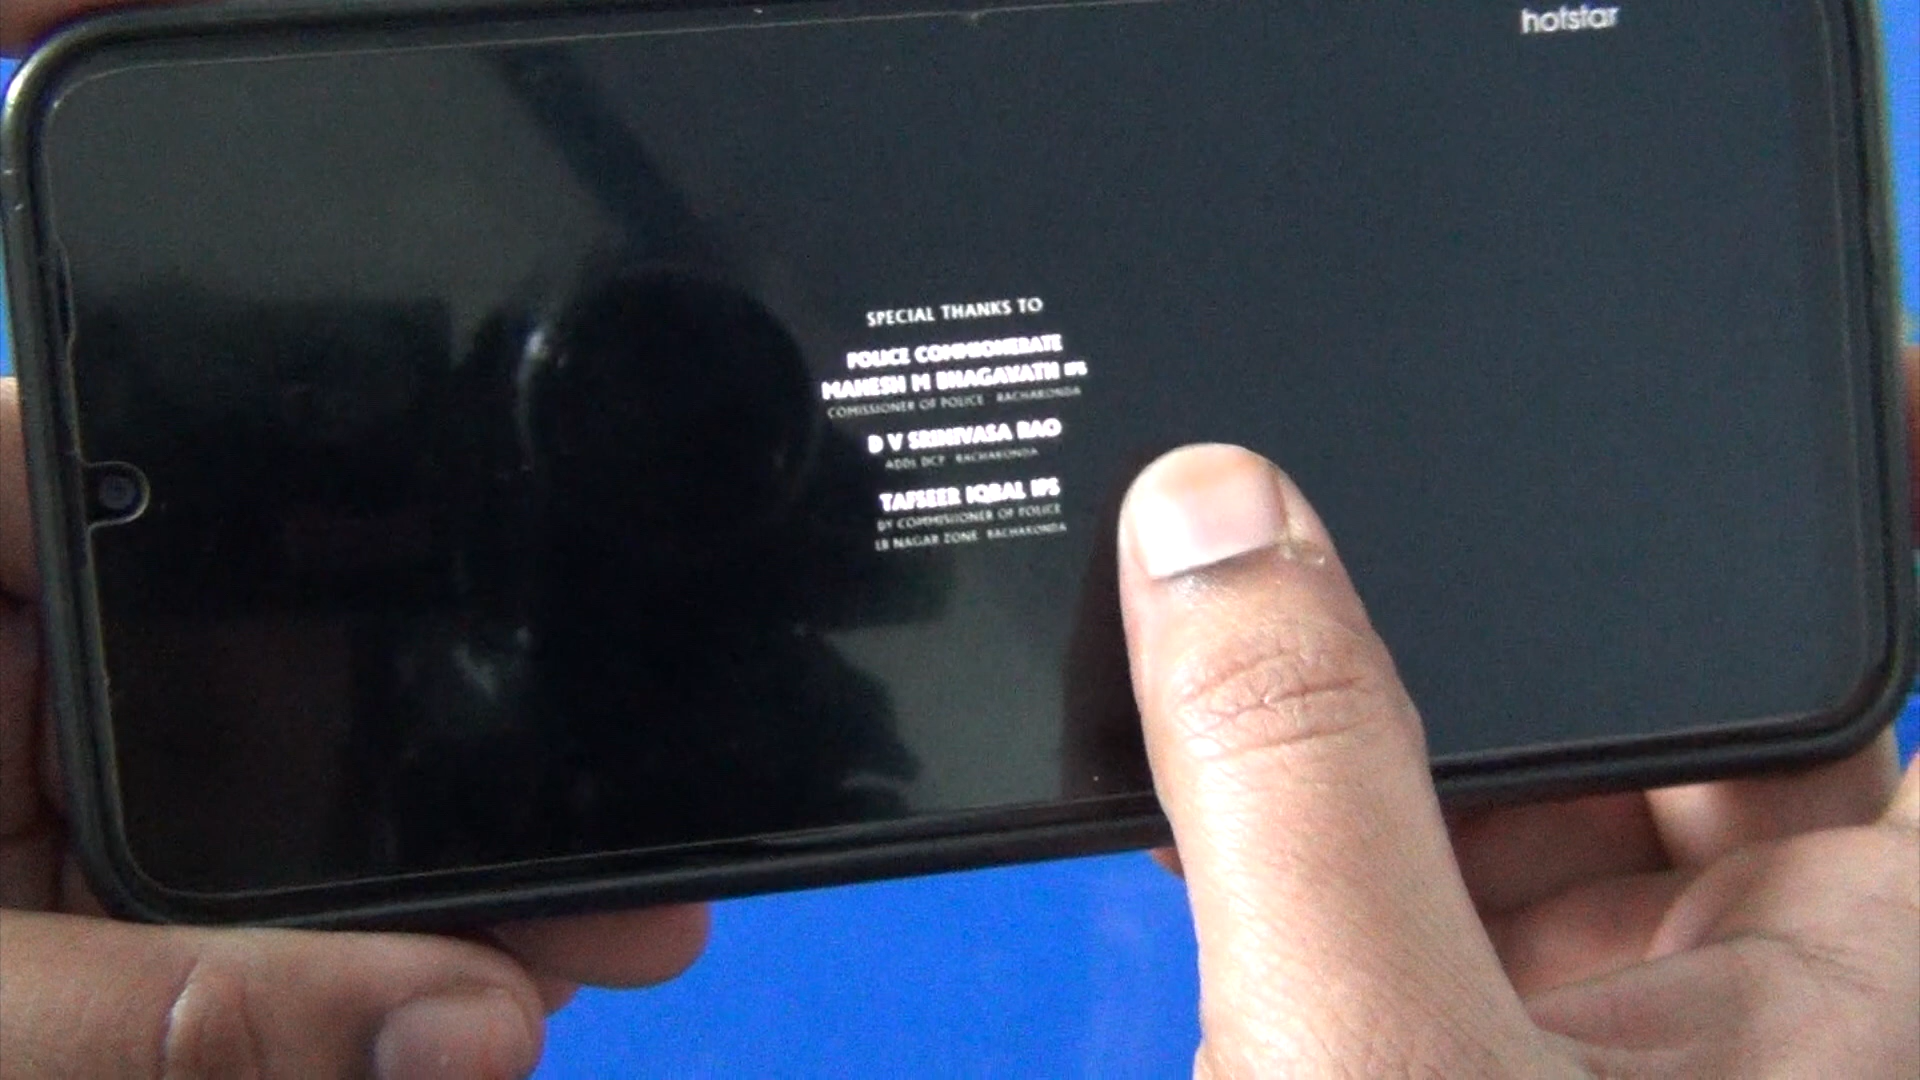 hotstar
SPECIAL THANKS TO
POLICE COMMIONERATE
MAHESH M BHAGAVATH IPS
COMISSIONER OF POLICE RACHAKONDA
D V SRINIVASA RAO
ADDL DCP RACHAKONDA
TAFSEER IQBAL IPS
DY COMMISSIONER OF POLICE
LB NAGAR ZONE RACHAKONDA